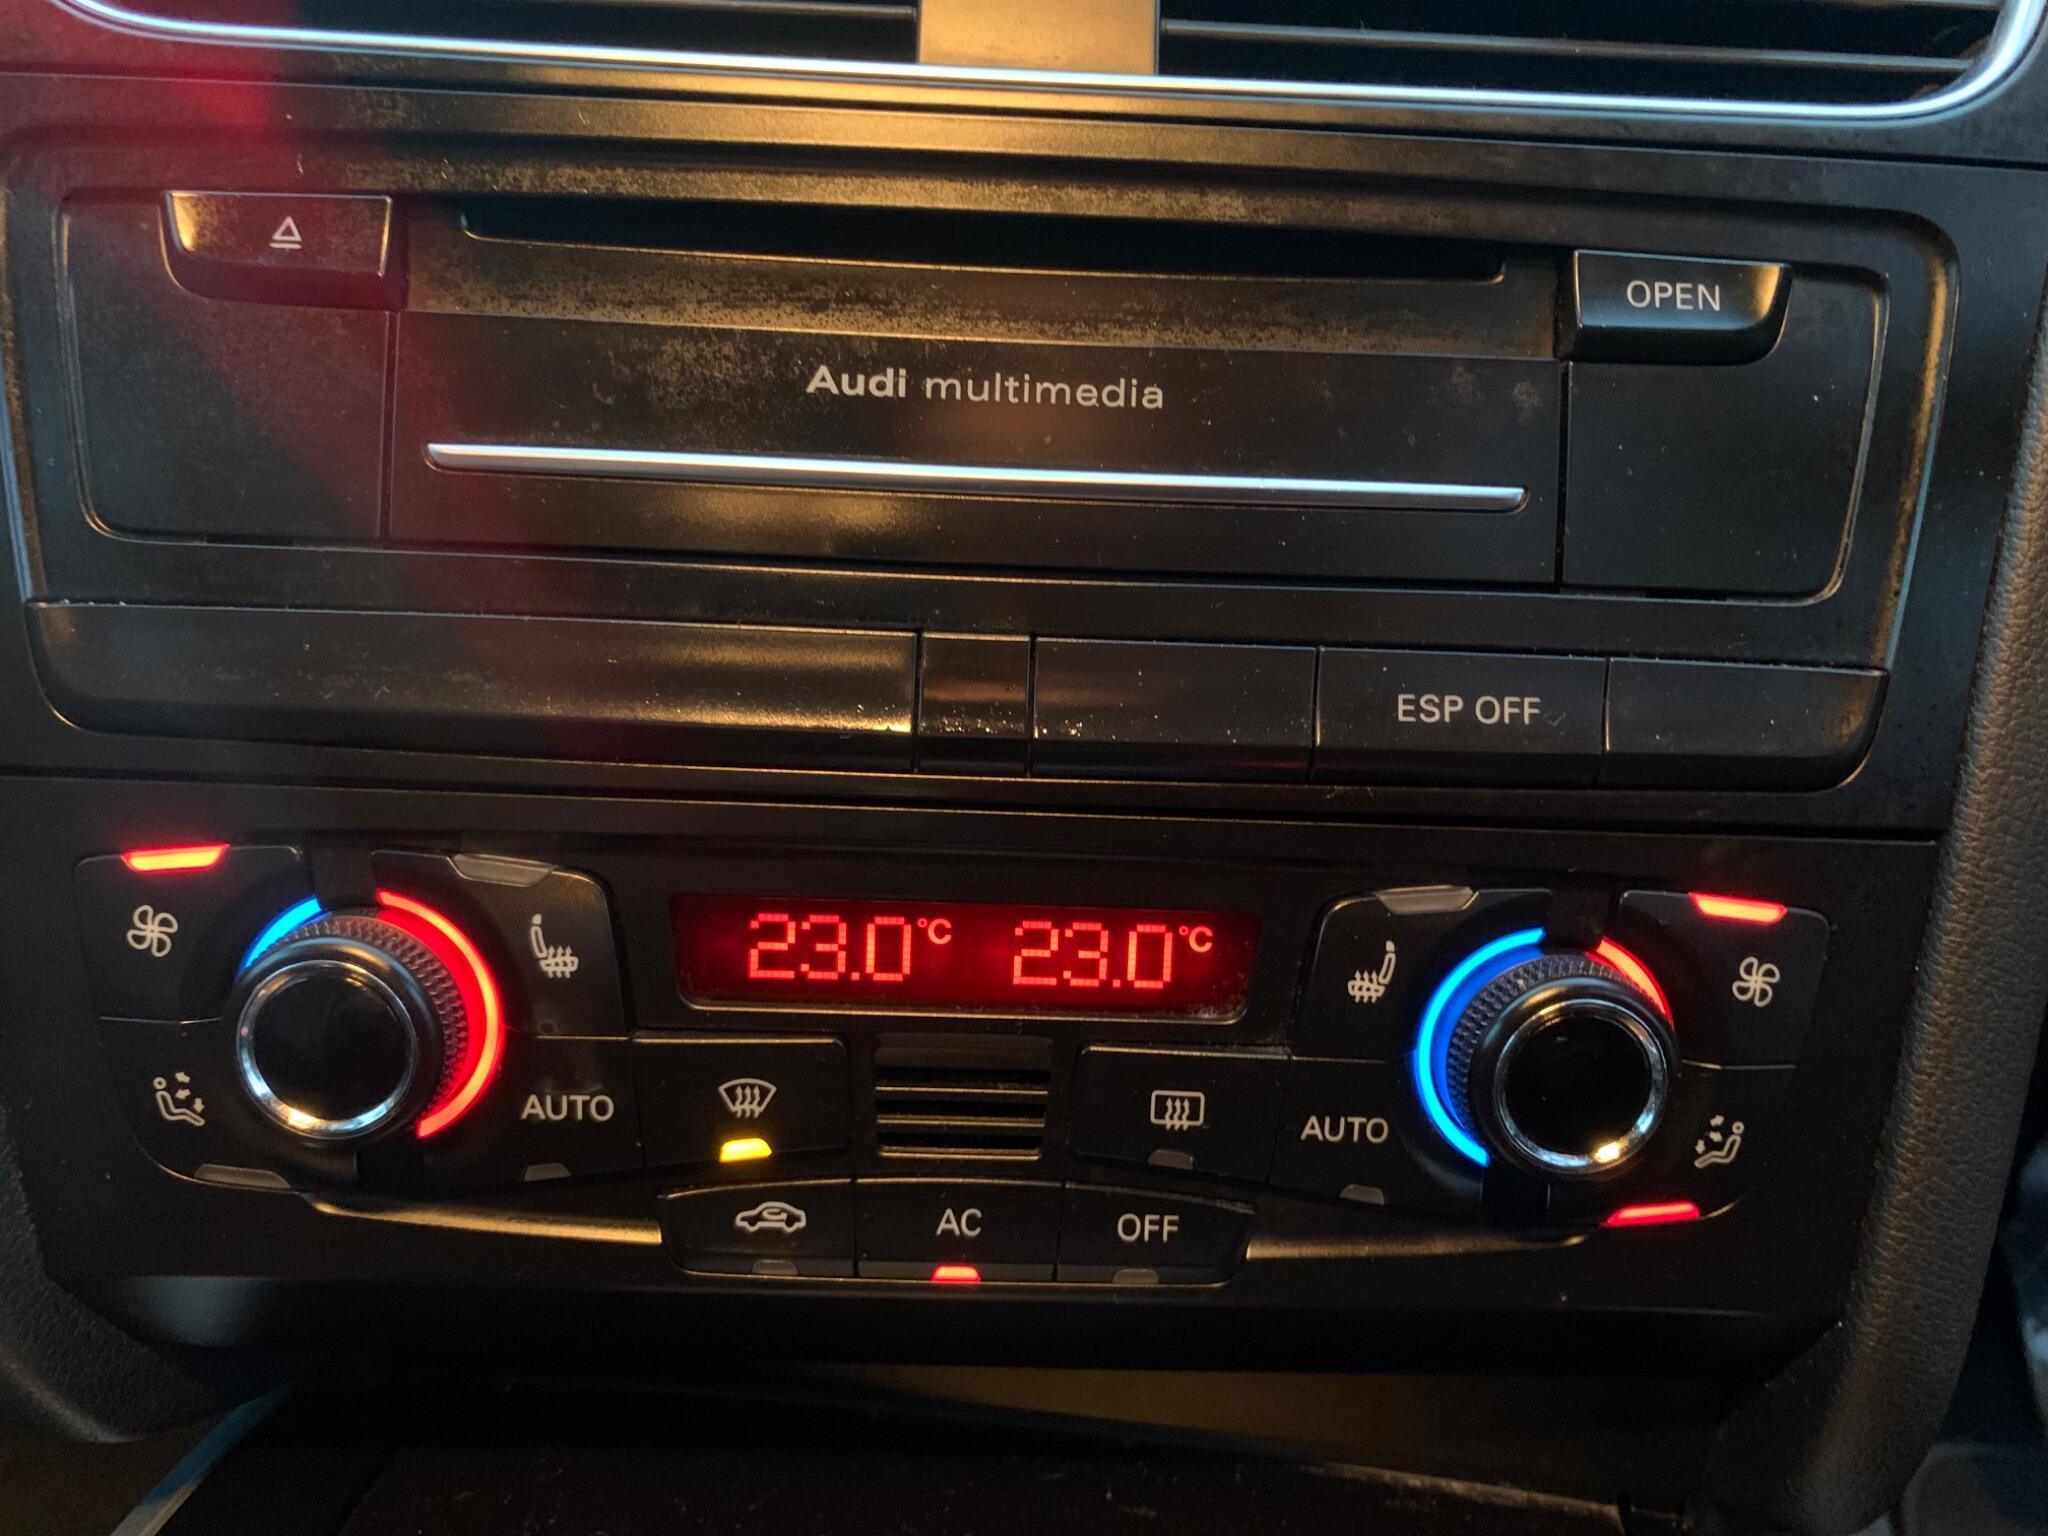 OPEN
Audi multimedia
ESP OFF
23.0°C 23.0°C
AUTO
AUTO
AC
OFF